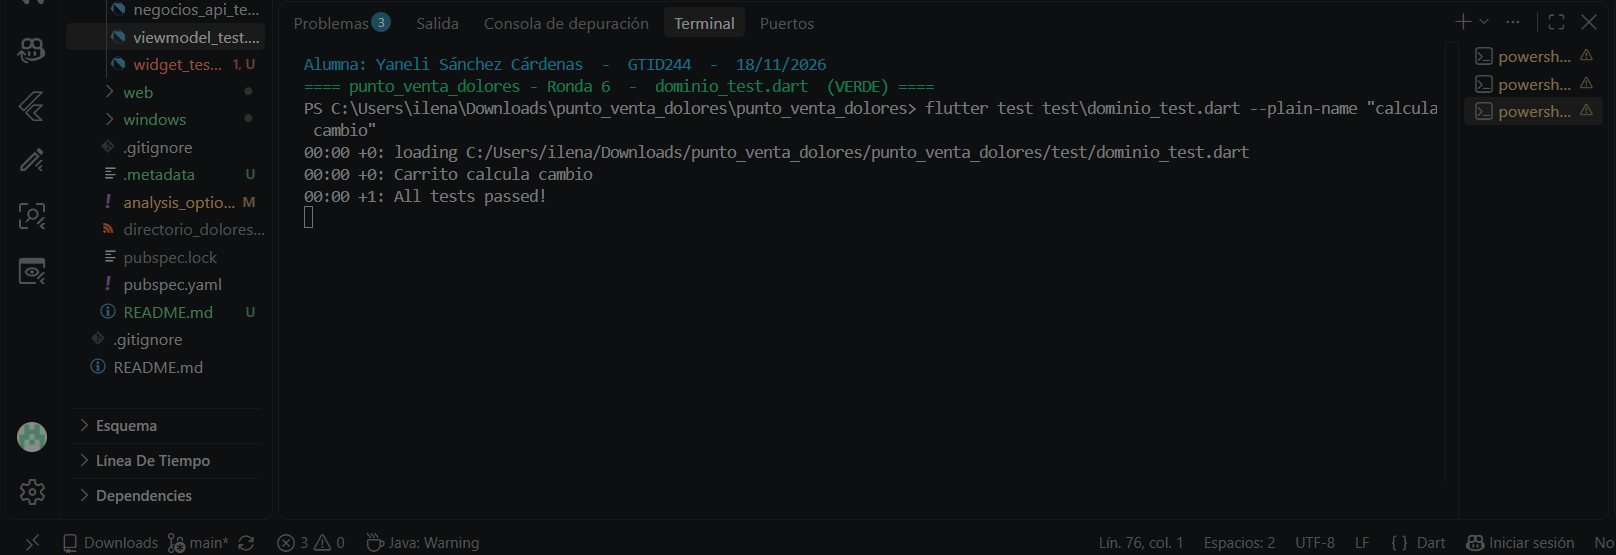 negocios_api_te...
viewmodel_test....
widget_tes... 1, U
web
windows
.gitignore
.metadata U
analysis_optio... M
directorio_dolores...
pubspec.lock
pubspec.yaml
README.md U
.gitignore
README.md
Esquema
Línea De Tiempo
Dependencies
Problemas 3 Salida Consola de depuración Terminal Puertos
Alumna: Yaneli Sánchez Cárdenas - GTID244 - 18/11/2026
==== punto_venta_dolores - Ronda 6 - dominio_test.dart (VERDE) ====
PS C:\Users\ilena\Downloads\punto_venta_dolores\punto_venta_dolores> flutter test test\dominio_test.dart --plain-name "calcula
cambio"
00:00 +0: loading C:/Users/ilena/Downloads/punto_venta_dolores/punto_venta_dolores/test/dominio_test.dart
00:00 +0: Carrito calcula cambio
00:00 +1: All tests passed!
powersh...
powersh...
powersh...
Downloads main* 3 0 Java: Warning Lín. 76, col. 1 Espacios: 2 UTF-8 LF { } Dart Iniciar sesión No